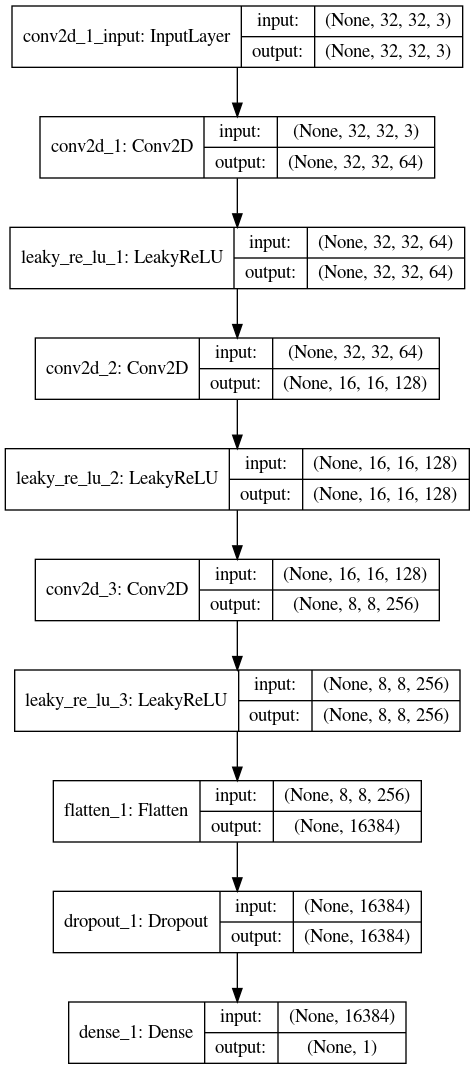 conv2d_1_input: InputLayer
input:
(None, 32, 32, 3)
output:
(None, 32, 32, 3)
conv2d_1: Conv2D
input:
(None, 32, 32, 3)
output:
(None, 32, 32, 64)
leaky_re_lu_1: LeakyReLU
input:
(None, 32, 32, 64)
output:
(None, 32, 32, 64)
conv2d_2: Conv2D
input:
(None, 32, 32, 64)
output:
(None, 16, 16, 128)
leaky_re_lu_2: LeakyReLU
input:
(None, 16, 16, 128)
output:
(None, 16, 16, 128)
conv2d_3: Conv2D
input:
(None, 16, 16, 128)
output:
(None, 8, 8, 256)
leaky_re_lu_3: LeakyReLU
input:
(None, 8, 8, 256)
output:
(None, 8, 8, 256)
flatten_1: Flatten
input:
(None, 8, 8, 256)
output:
(None, 16384)
dropout_1: Dropout
input:
(None, 16384)
output:
(None, 16384)
dense_1: Dense
input:
(None, 16384)
output:
(None, 1)